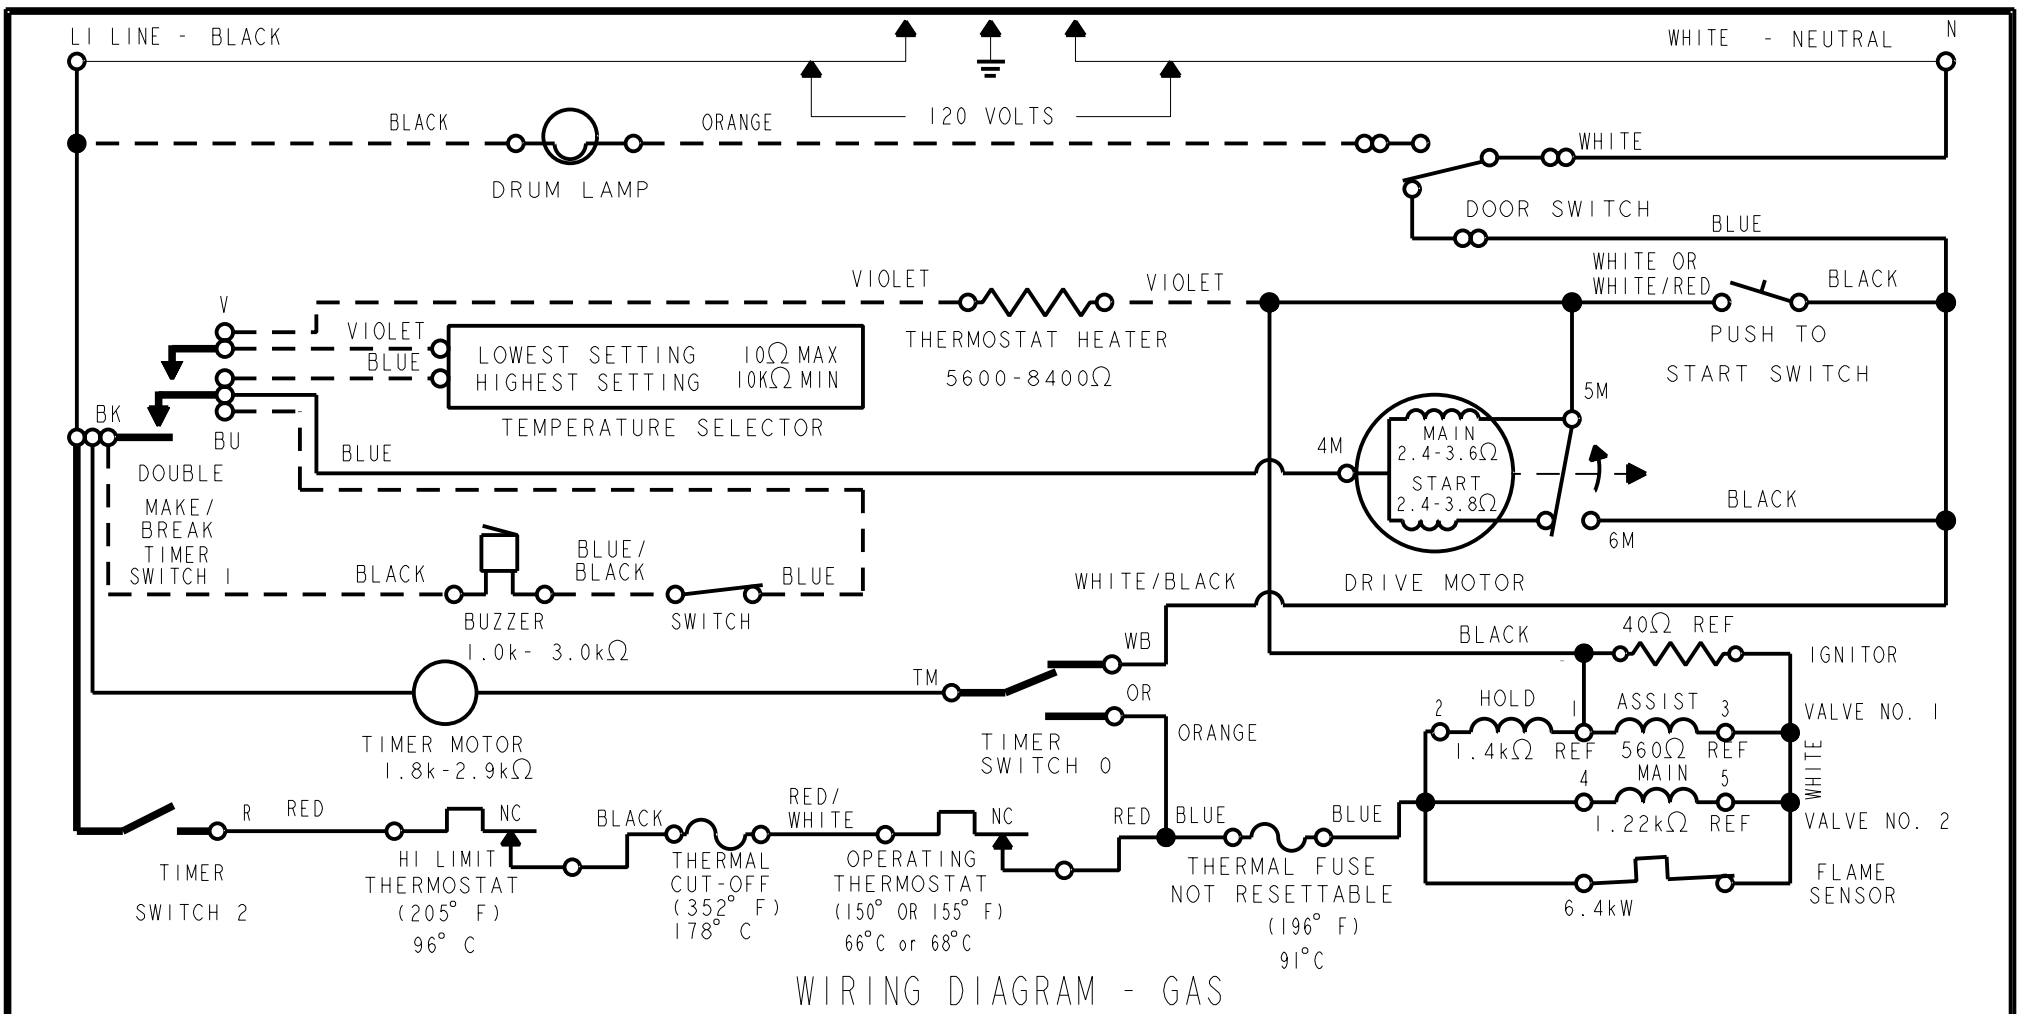 LI LINE - BLACK
WHITE - NEUTRAL
N
120 VOLTS
BLACK
ORANGE
WHITE
DRUM LAMP
DOOR SWITCH
BLUE
VIOLET
VIOLET
WHITE OR
WHITE/RED
BLACK
V
VIOLET
BLUE
LOWEST SETTING 10Ω MAX
HIGHEST SETTING 10KΩ MIN
THERMOSTAT HEATER
5600-8400Ω
PUSH TO
START SWITCH
TEMPERATURE SELECTOR
BK
BU
5M
4M
MAIN
2.4-3.6Ω
START
2.4-3.8Ω
BLUE
DOUBLE
MAKE/
BREAK
TIMER
SWITCH 1
BLACK
6M
DRIVE MOTOR
BLACK
BLUE/
BLACK
BLUE
BUZZER
1.0k- 3.0kΩ
SWITCH
WHITE/BLACK
WB
TM
OR
ORANGE
TIMER
SWITCH 0
TIMER MOTOR
1.8k-2.9kΩ
BLACK
40Ω REF
IGNITOR
2
HOLD
1
ASSIST
3
VALVE NO. 1
1.4kΩ
REF
560Ω
REF
WHITE
4
MAIN
5
1.22kΩ
REF
VALVE NO. 2
FLAME
SENSOR
6.4kW
R
RED
NC
BLACK
RED/
WHITE
NC
RED
BLUE
BLUE
TIMER
SWITCH 2
HI LIMIT
THERMOSTAT
(205° F)
96° C
THERMAL
CUT-OFF
(352° F)
178° C
OPERATING
THERMOSTAT
(150° OR 155° F)
66°C or 68°C
THERMAL FUSE
NOT RESETTABLE
(196° F)
91°C
WIRING DIAGRAM - GAS